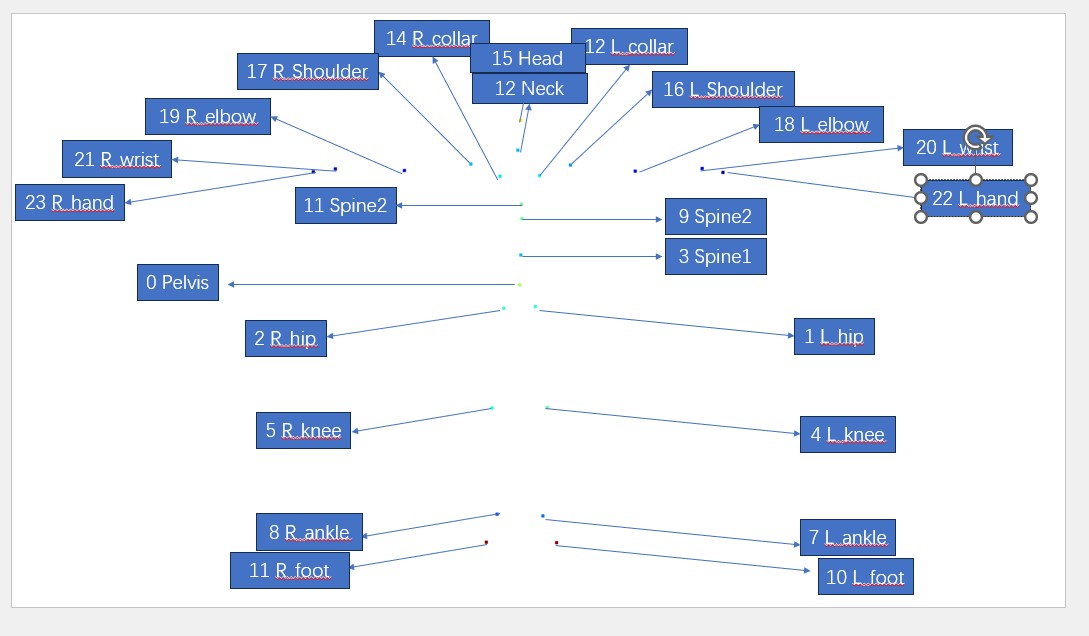 14 R_collar
12 L_collar
15 Head
17 R_Shoulder
12 Neck
16 L_Shoulder
19 R_elbow
18 L_elbow
21 R_wrist
20 L_wrist
23 R_hand
11 Spine2
22 L_hand
9 Spine2
3 Spine1
0 Pelvis
2 R_hip
1 L_hip
5 R_knee
4 L_knee
8 R_ankle
7 L_ankle
11 R_foot
10 L_foot